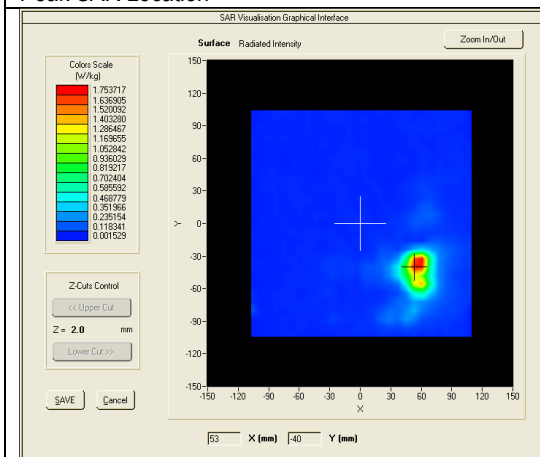 Peak SAR Location
SAR Visualisation Graphical Interface
Surface Radiated Intensity
Zoom In/Out
Colors Scale
(W/kg)
1.753717
1.636905
1.520092
1.403280
1.286467
1.169655
1.052842
0.936029
0.819217
0.702404
0.585592
0.468779
0.351966
0.235154
0.118341
0.001529
Z-Cuts Control
<< Upper Cut
Z = 2.0 mm
Lower Cut >>
SAVE Cancel
150-
120-
90-
60-
30-
Y 0-
-30-
-60-
-90-
-120-
-150-
-150 -120 -90 -60 -30 0 30 60 90 120 150
X
53 X (mm) -40 Y (mm)